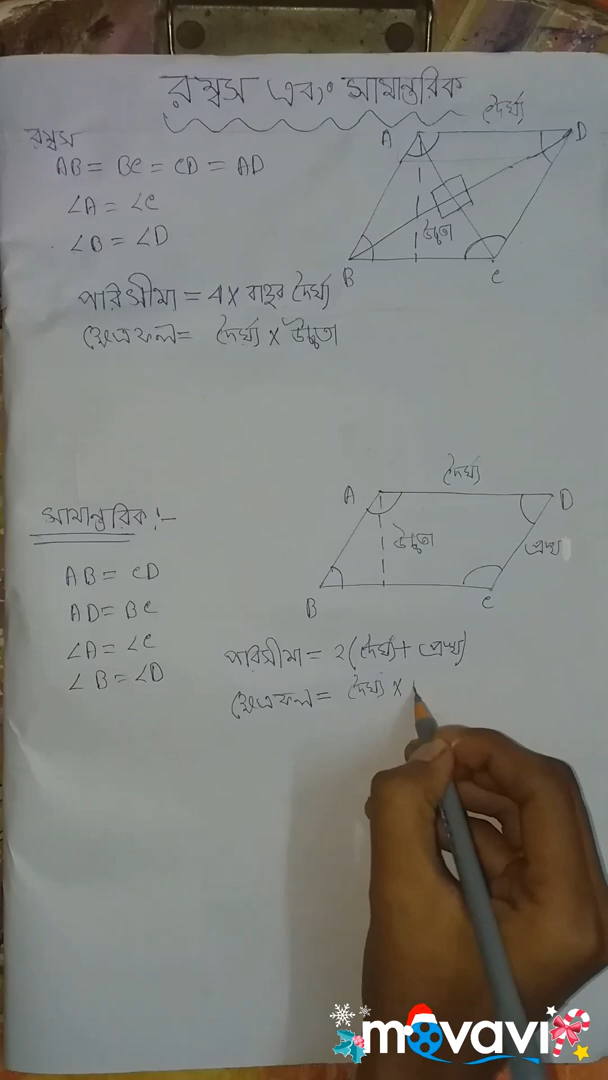 রম্বস এবং সামান্তরিক
রম্বস
AB = BC = CD = AD
∠A = ∠C
∠B = ∠D
পরিসীমা = 4 X বাহুর দৈর্ঘ্য
ক্ষেত্রফল = দৈর্ঘ্য X উচ্চতা
দৈর্ঘ্য
A
D
উচ্চতা
B
C
সামান্তরিক :-
AB = CD
AD = BC
∠A = ∠C
∠B = ∠D
দৈর্ঘ্য
A
D
উচ্চতা
প্রস্থ
B
C
পরিসীমা = 2(দৈর্ঘ্য + প্রস্থ)
ক্ষেত্রফল = দৈর্ঘ্য X
movavi